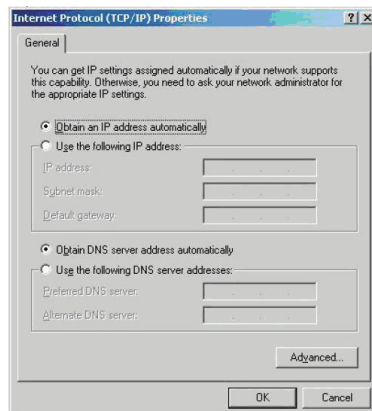 Internet Protocol (TCP/IP) Properties
General
You can get IP settings assigned automatically if your network supports
this capability. Otherwise, you need to ask your network administrator for
the appropriate IP settings.
Obtain an IP address automatically
Use the following IP address:
IP address:
Subnet mask:
Default gateway:
Obtain DNS server address automatically
Use the following DNS server addresses:
Preferred DNS server:
Alternate DNS server:
Advanced...
OK Cancel